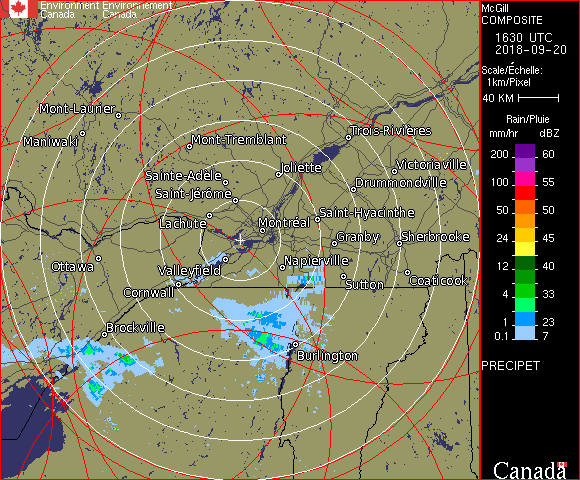 Environment Environnement
Canada Canada
McGill
COMPOSITE
1630 UTC
2018-09-20
Scale/Échelle:
1km/Pixel
40 KM
Rain/Pluie
mm/hr dBZ
200 60
100 55
50 50
24 45
12 40
4 33
1 23
0.1 7
PRECIPET
Canada
Mont-Laurier
Maniwaki
Mont-Tremblant
Trois-Rivières
Sainte-Adèle
Joliette
Victoriaville
Saint-Jérôme
Drummondville
Lachute
Montréal
Saint-Hyacinthe
Granby
Sherbrooke
Ottawa
Valleyfield
Napierville
Cornwall
Sutton
Coaticook
Brockville
Burlington